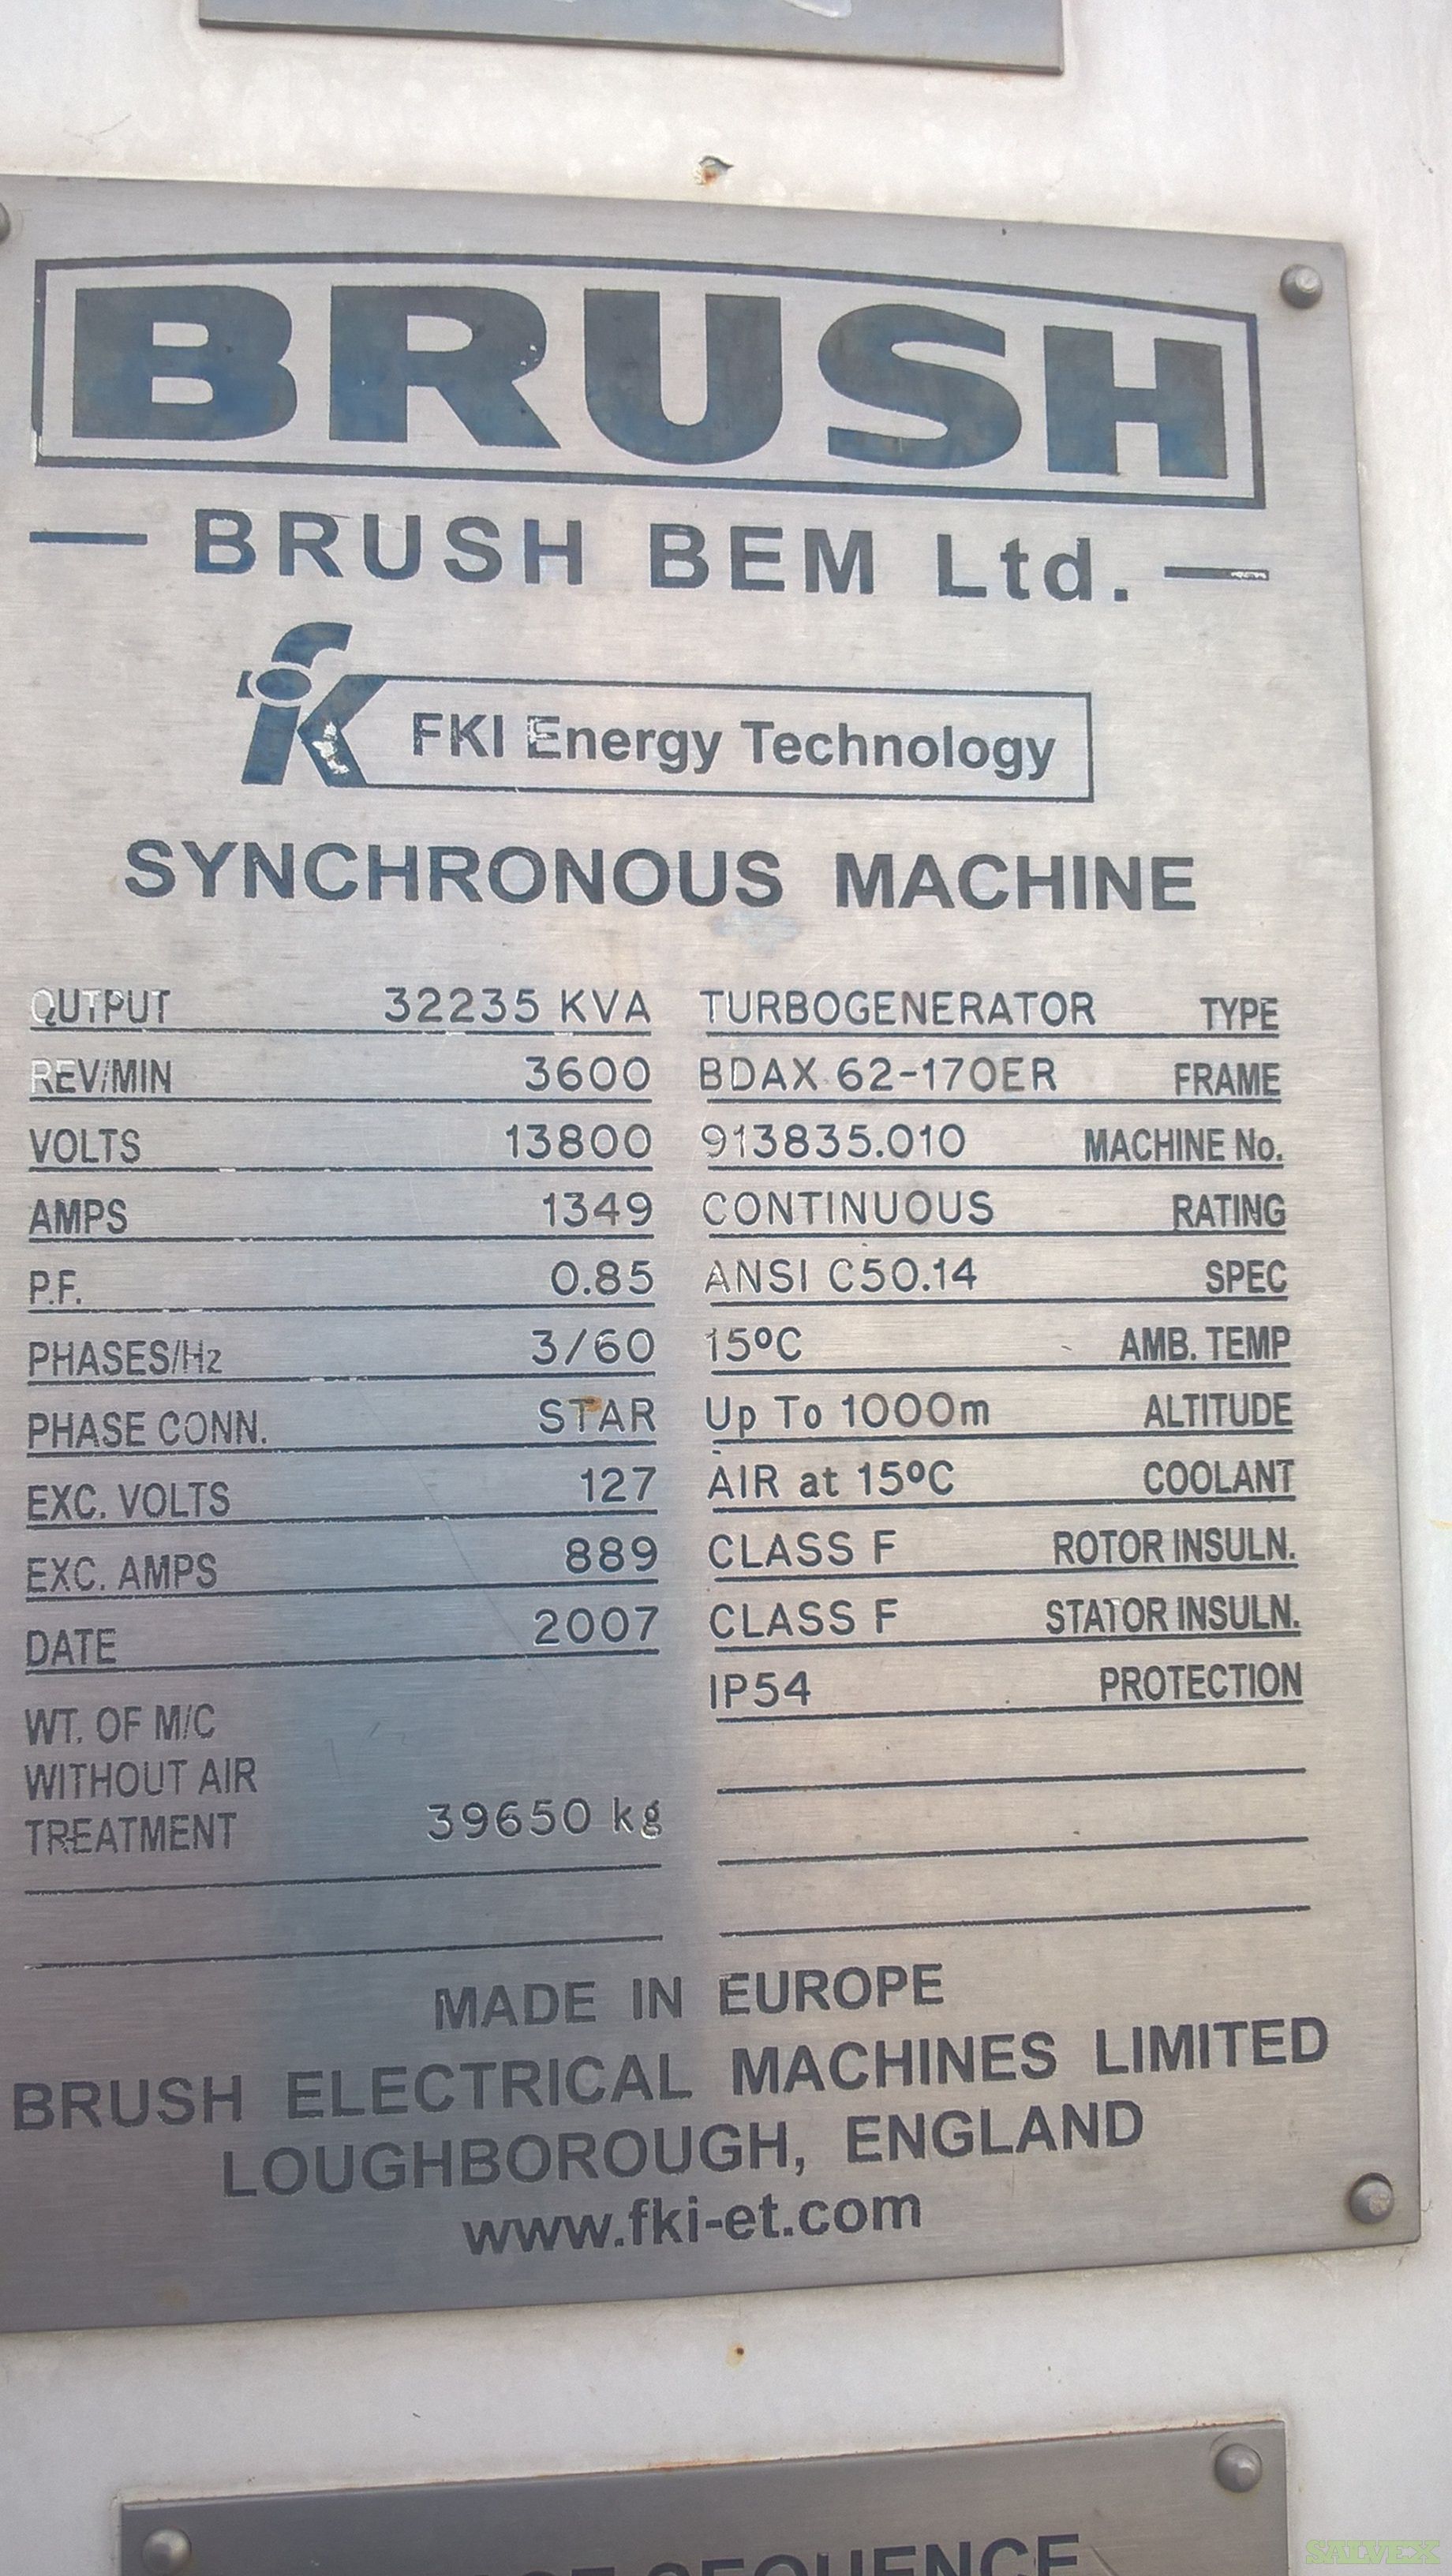 BRUSH
BRUSH BEM Ltd.
fki FKI Energy Technology
SYNCHRONOUS MACHINE
OUTPUT 32235 KVA TURBOGENERATOR TYPE
REV/MIN 3600 BDAX 62-170ER FRAME
VOLTS 13800 913835.010 MACHINE No.
AMPS 1349 CONTINUOUS RATING
P.F. 0.85 ANSI C50.14 SPEC
PHASES/Hz 3/60 15ºC AMB. TEMP
PHASE CONN. STAR Up To 1000m ALTITUDE
EXC. VOLTS 127 AIR at 15ºC COOLANT
EXC. AMPS 889 CLASS F ROTOR INSULN.
DATE 2007 CLASS F STATOR INSULN.
IP54 PROTECTION
WT. OF M/C
WITHOUT AIR
TREATMENT 39650 kg
MADE IN EUROPE
BRUSH ELECTRICAL MACHINES LIMITED
LOUGHBOROUGH, ENGLAND
www.fki-et.com
SEQUENCE
SALVEX